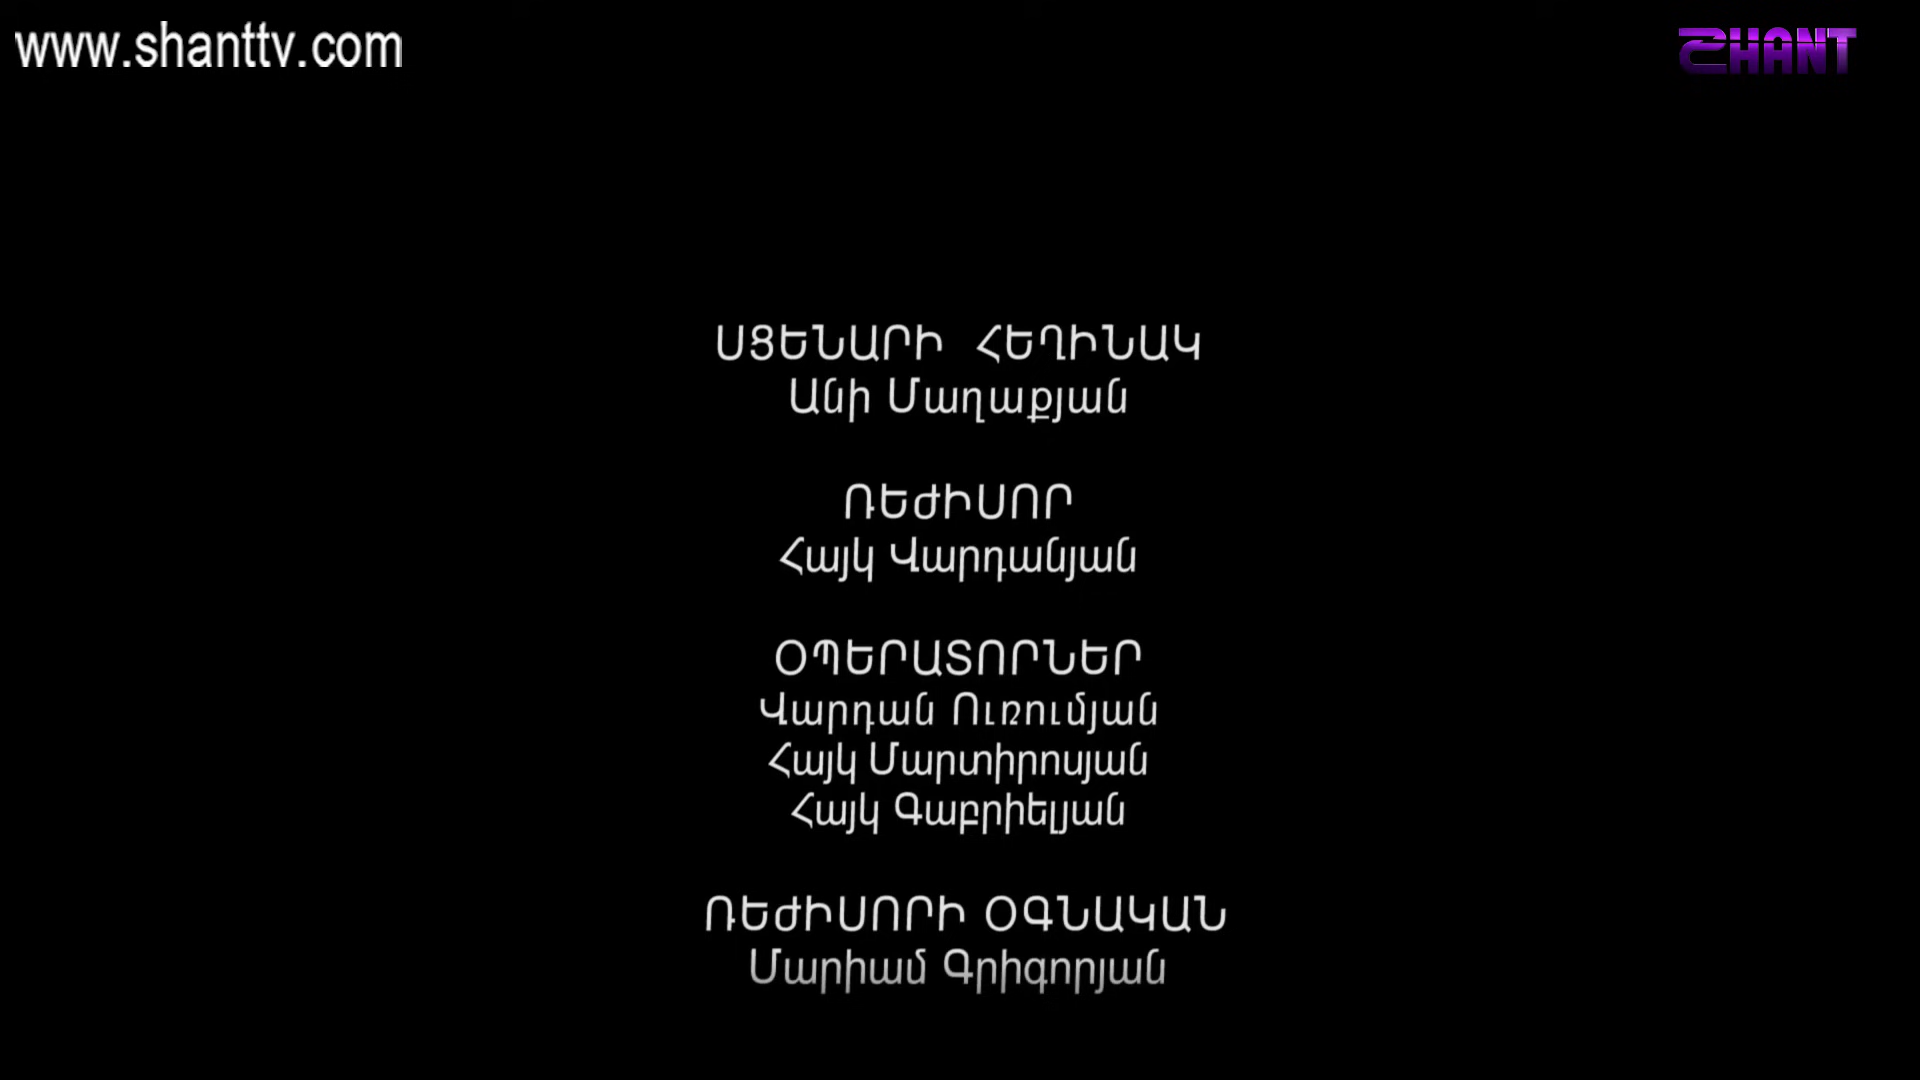 www.shanttv.com
SHANT
ՍՑԵՆԱՐԻ ՀԵՂԻՆԱԿ
Անի Մաղաքյան
ՌԵԺԻՍՈՐ
Հայկ Վարդանյան
ՕՊԵՐԱՏՈՐՆԵՐ
Վարդան Ուռումյան
Հայկ Մարտիրոսյան
Հայկ Գաբրիելյան
ՌԵԺԻՍՈՐԻ ՕԳՆԱԿԱՆ
Մարիամ Գրիգորյան